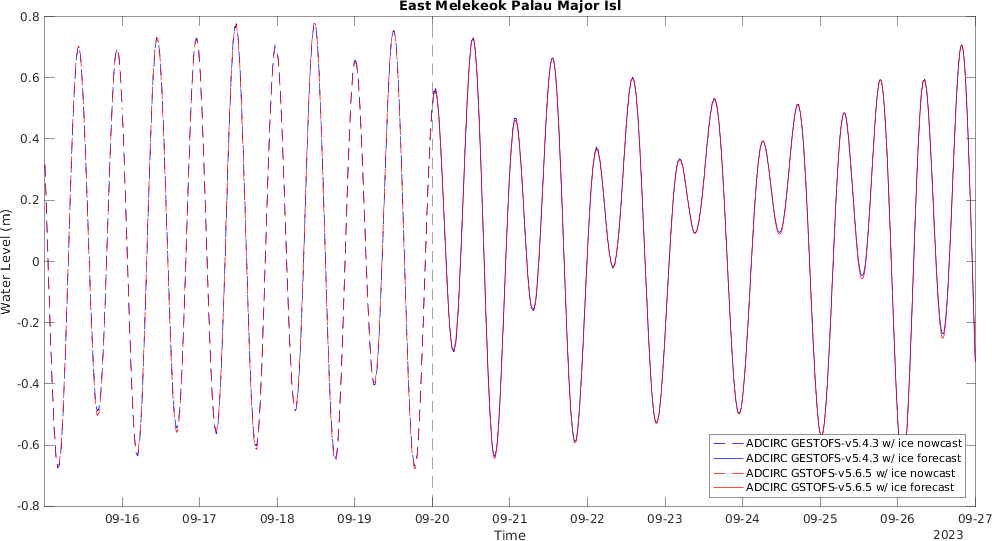 East Melekeok Palau Major Isl
0.8
0.6
0.4
0.2
0
-0.2
-0.4
-0.6
-0.8
Water Level (m)
ADCIRC GESTOFS-v5.4.3 w/ ice nowcast
ADCIRC GESTOFS-v5.4.3 w/ ice forecast
ADCIRC GSTOFS-v5.6.5 w/ ice nowcast
ADCIRC GSTOFS-v5.6.5 w/ ice forecast
09-16 09-17 09-18 09-19 09-20 09-21 09-22 09-23 09-24 09-25 09-26 09-27
Time
2023